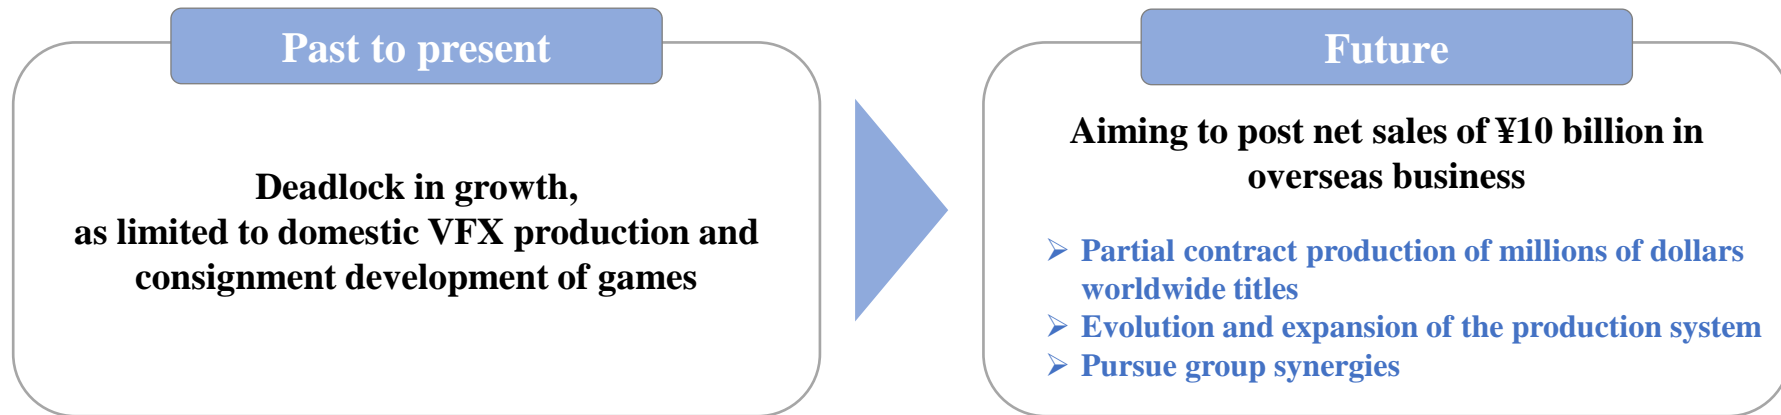 Past to present
Deadlock in growth,
as limited to domestic VFX production and
consignment development of games
Future
Aiming to post net sales of ¥10 billion in
overseas business
➢ Partial contract production of millions of dollars
worldwide titles
➢ Evolution and expansion of the production system
➢ Pursue group synergies